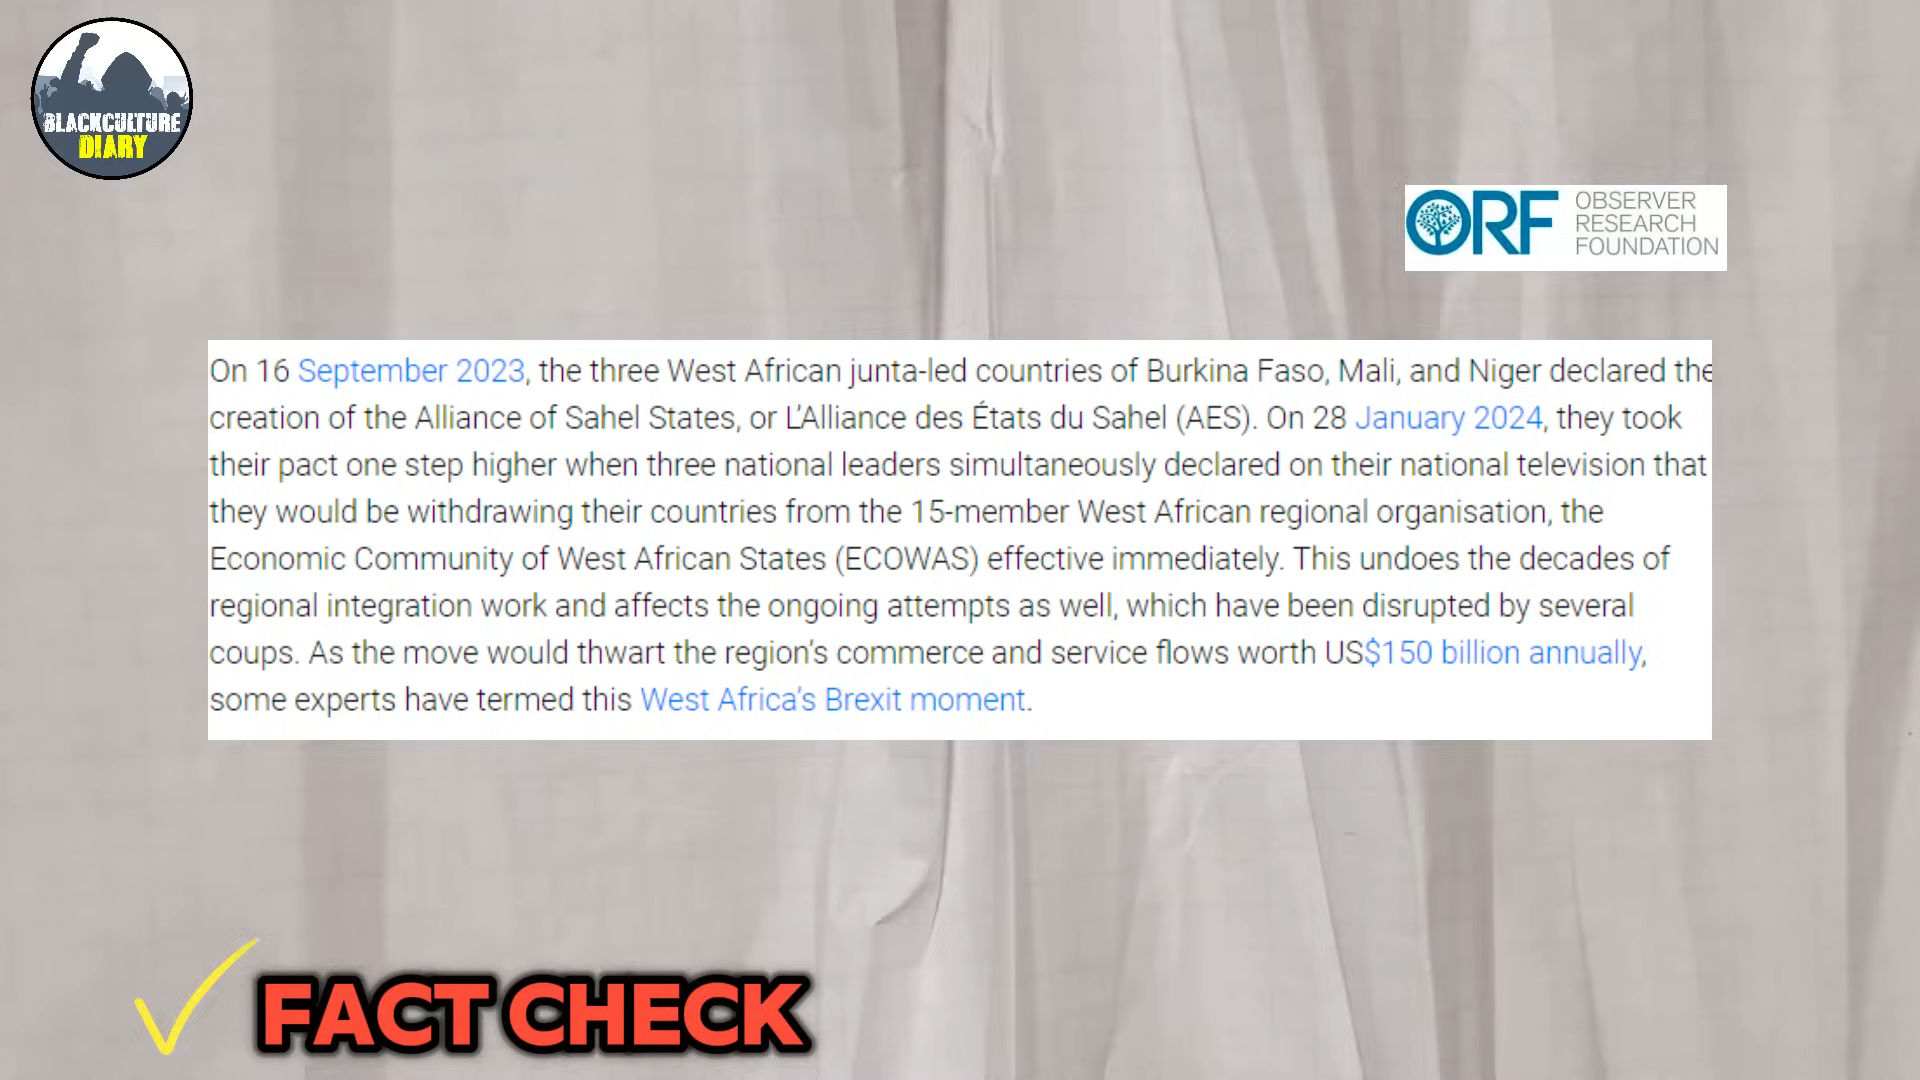 BLACKCULTURE
DIARY
ORF OBSERVER
RESEARCH
FOUNDATION
On 16 September 2023, the three West African junta-led countries of Burkina Faso, Mali, and Niger declared the
creation of the Alliance of Sahel States, or L'Alliance des États du Sahel (AES). On 28 January 2024, they took
their pact one step higher when three national leaders simultaneously declared on their national television that
they would be withdrawing their countries from the 15-member West African regional organisation, the
Economic Community of West African States (ECOWAS) effective immediately. This undoes the decades of
regional integration work and affects the ongoing attempts as well, which have been disrupted by several
coups. As the move would thwart the region's commerce and service flows worth US$150 billion annually,
some experts have termed this West Africa's Brexit moment.
FACT CHECK